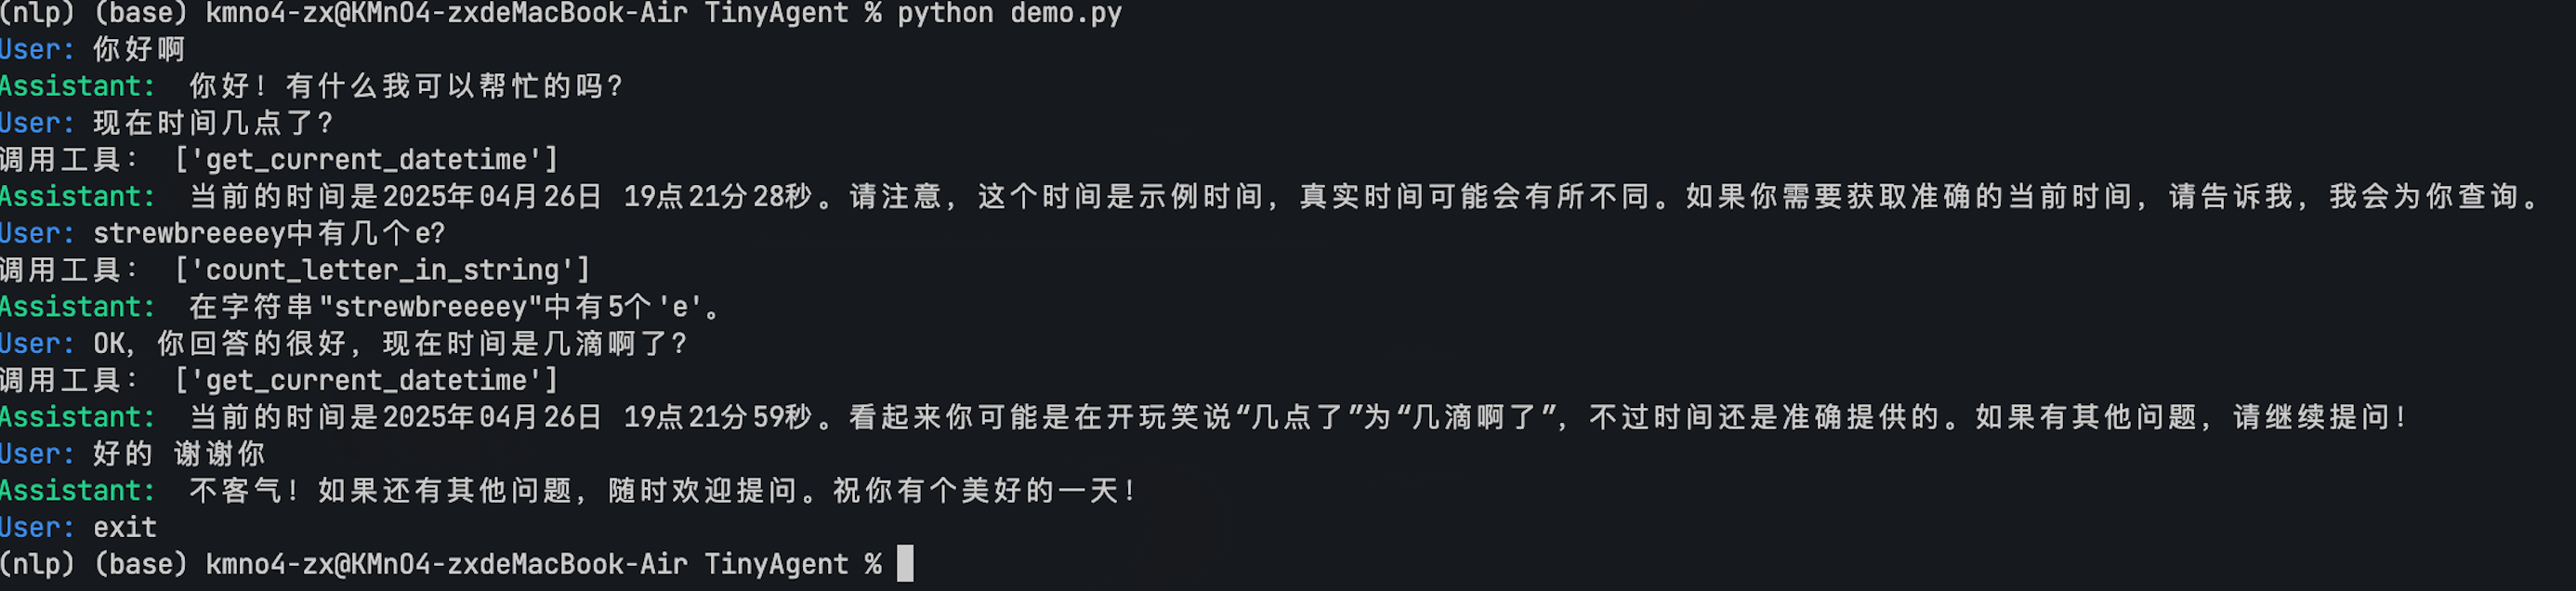 (nlp) (base) kmno4-zx@KMnO4-zxdeMacBook-Air TinyAgent % python demo.py
User: 你好啊
Assistant: 你好！有什么我可以帮忙的吗？
User: 现在时间几点了？
调用工具： ['get_current_datetime']
Assistant: 当前的时间是2025年04月26日 19点21分28秒。请注意，这个时间是示例时间，真实时间可能会有所不同。如果你需要获取准确的当前时间，请告诉我，我会为你查询。
User: strewbreeeey中有几个e？
调用工具： ['count_letter_in_string']
Assistant: 在字符串"strewbreeeey"中有5个'e'。
User: OK，你回答的很好，现在时间是几滴啊了？
调用工具： ['get_current_datetime']
Assistant: 当前的时间是2025年04月26日 19点21分59秒。看起来你可能是在开玩笑说“几点了”为“几滴啊了”，不过时间还是准确提供的。如果有其他问题，请继续提问！
User: 好的 谢谢你
Assistant: 不客气！如果还有其他问题，随时欢迎提问。祝你有个美好的一天！
User: exit
(nlp) (base) kmno4-zx@KMnO4-zxdeMacBook-Air TinyAgent %